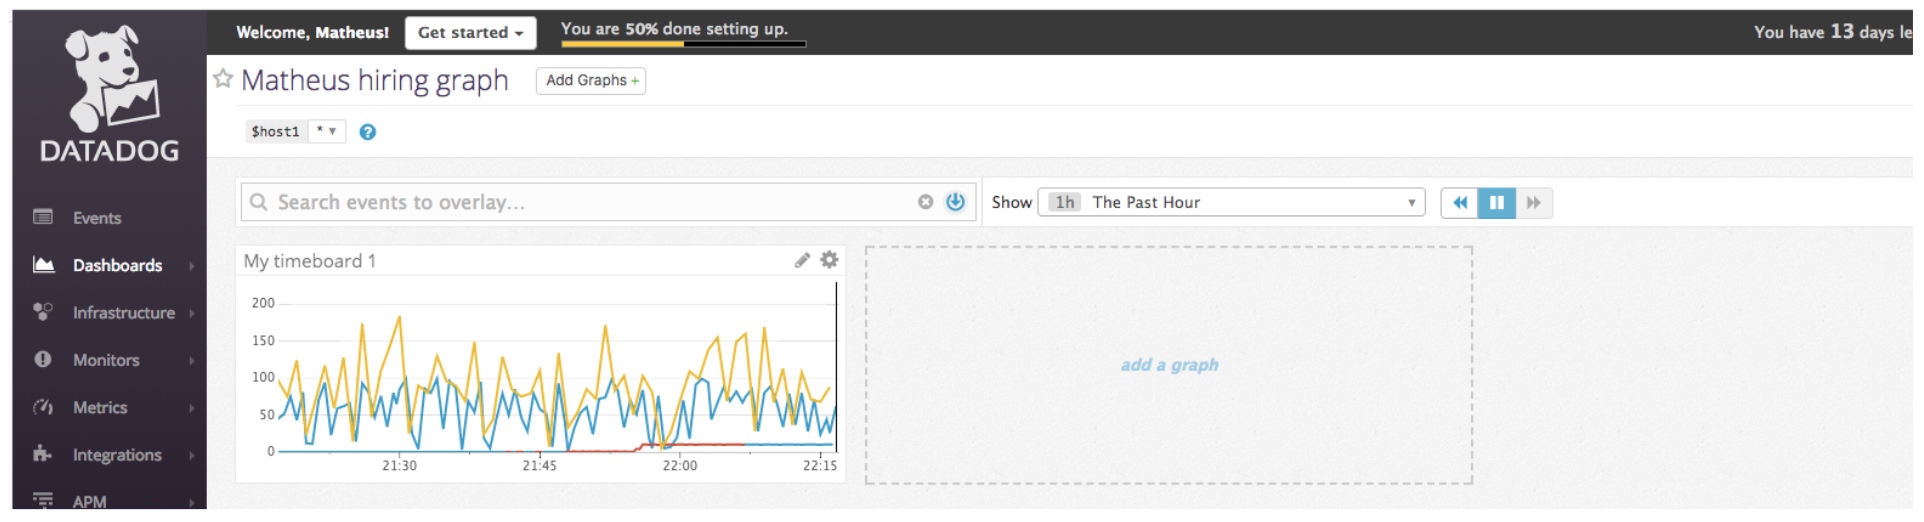 Welcome, Matheus! Get started You are 50% done setting up. You have 13 days le
Matheus hiring graph Add Graphs +
$host1 * ?
DATADOG
Search events to overlay... Show 1h The Past Hour
Events
Dashboards
Infrastructure
Monitors
Metrics
Integrations
APM
My timeboard 1
200
150
100
50
0
21:30 21:45 22:00 22:15
add a graph